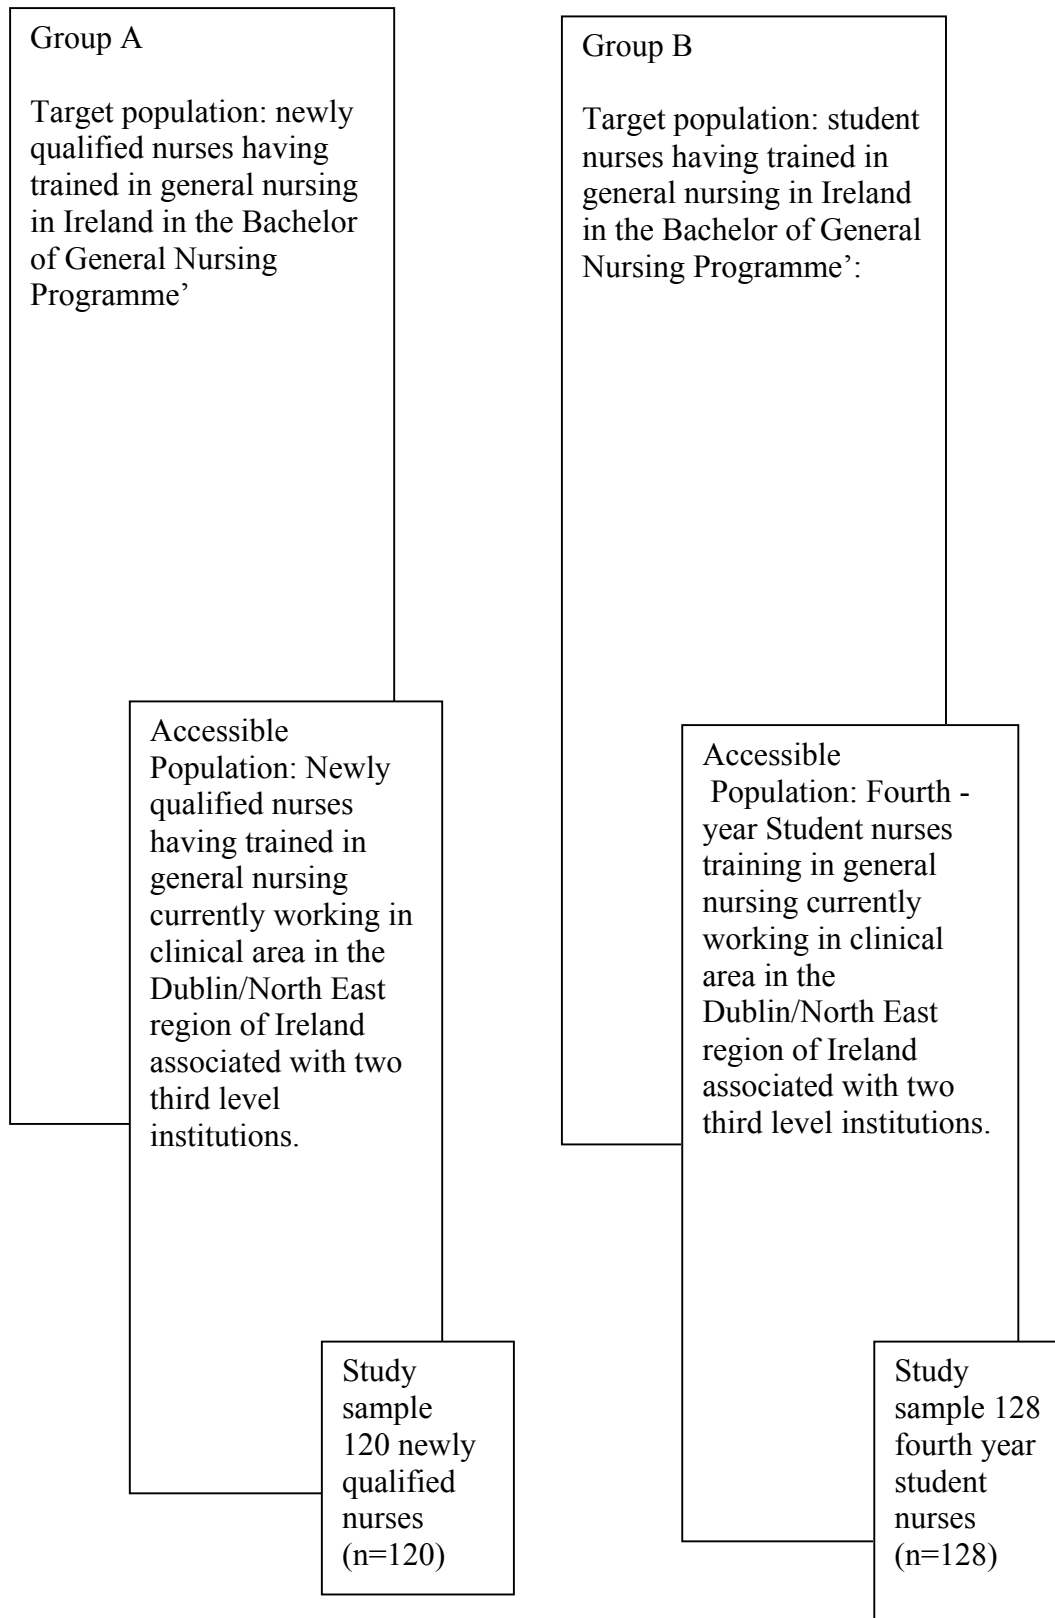 Group A
Target population: newly
qualified nurses having
trained in general nursing
in Ireland in the Bachelor
of General Nursing
Programme’
Accessible
Population: Newly
qualified nurses
having trained in
general nursing
currently working in
clinical area in the
Dublin/North East
region of Ireland
associated with two
third level
institutions.
Study
sample
120 newly
qualified
nurses
(n=120)
Group B
Target population: student
nurses having trained in
general nursing in Ireland
in the Bachelor of General
Nursing Programme’:
Accessible
Population: Fourth -
year Student nurses
training in general
nursing currently
working in clinical
area in the
Dublin/North East
region of Ireland
associated with two
third level institutions.
Study
sample 128
fourth year
student
nurses
(n=128)